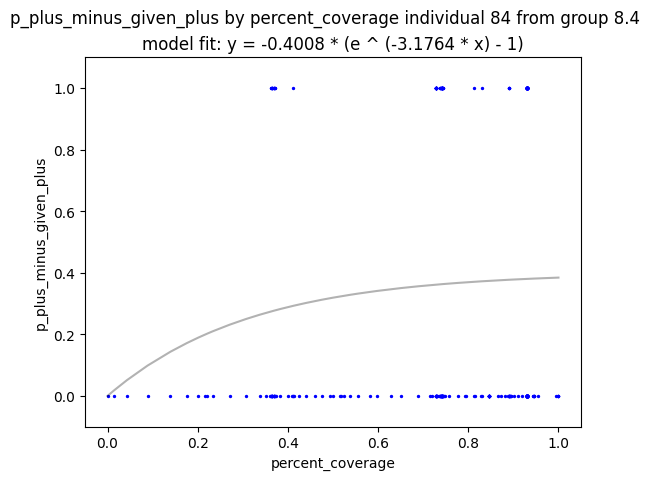 p_plus_minus_given_plus by percent_coverage individual 84 from group 8.4
model fit: y = -0.4008 * (e ^ (-3.1764 * x) - 1)
1.0
0.8
0.6
0.4
0.2
0.0
p_plus_minus_given_plus
0.0 0.2 0.4 0.6 0.8 1.0
percent_coverage